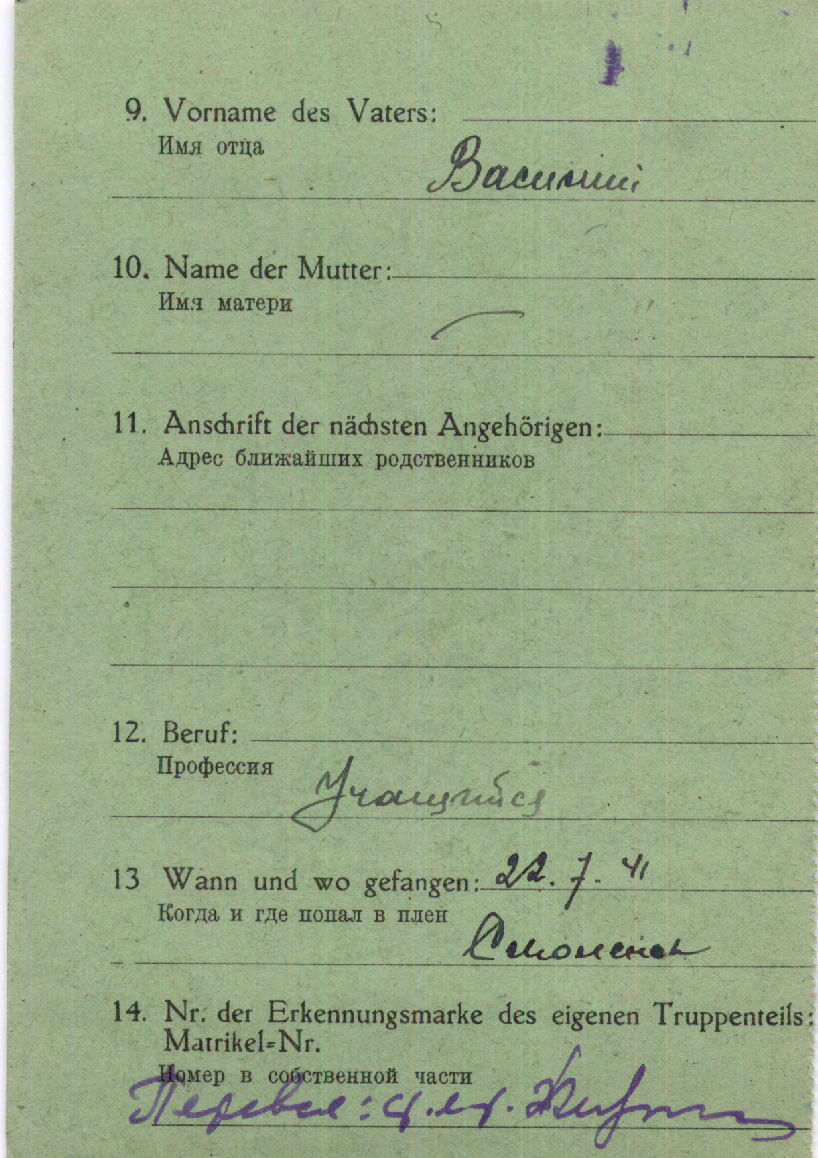 9. Vorname des Vaters:
Имя отца
Василий
10. Name der Mutter:
Имя матери
11. Anschrift der nächsten Angehörigen:
Адрес ближайших родственников
12. Beruf:
Профессия
Учащийся
13 Wann und wo gefangen: 22. 7. 41
Когда и где попал в плен
Смоленск
14. Nr. der Erkennungsmarke des eigenen Truppenteils:
Matrikel-Nr.
Номер в собственной части
Перевел: